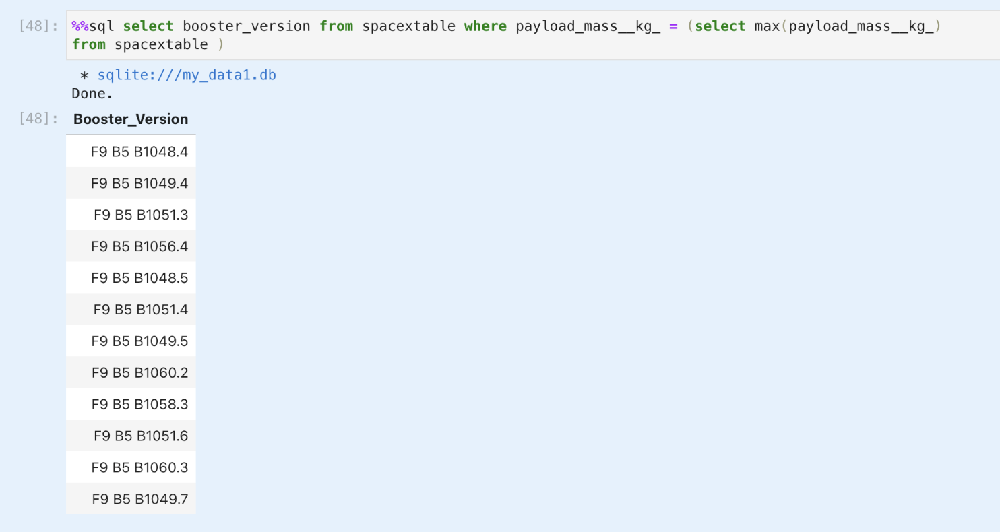 [48]: %%sql select booster_version from spacextable where payload_mass__kg_ = (select max(payload_mass__kg_)
from spacextable )
* sqlite:///my_data1.db
Done.
[48]: Booster_Version
F9 B5 B1048.4
F9 B5 B1049.4
F9 B5 B1051.3
F9 B5 B1056.4
F9 B5 B1048.5
F9 B5 B1051.4
F9 B5 B1049.5
F9 B5 B1060.2
F9 B5 B1058.3
F9 B5 B1051.6
F9 B5 B1060.3
F9 B5 B1049.7